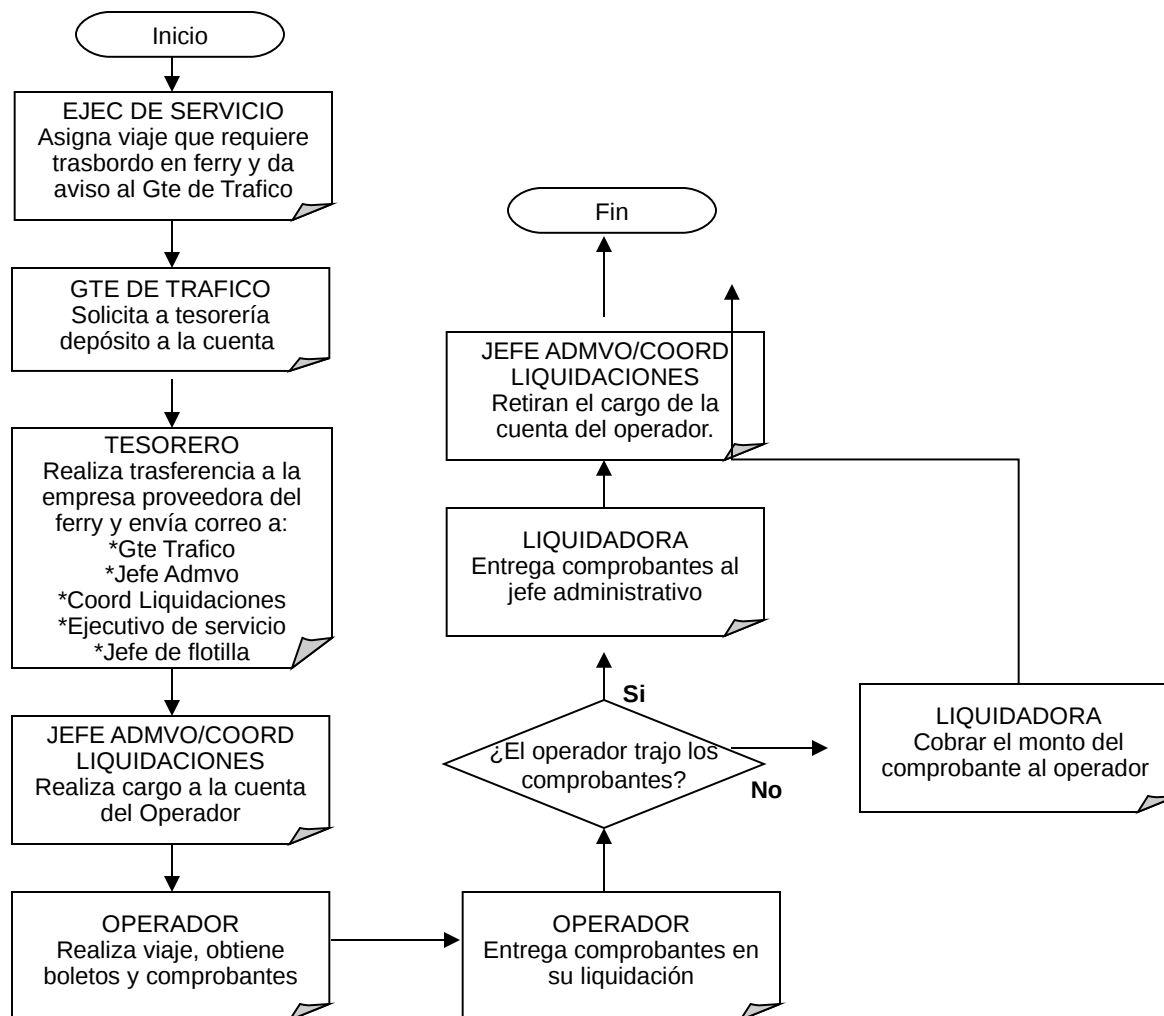 Inicio
EJEC DE SERVICIO
Asigna viaje que requiere
trasbordo en ferry y da
aviso al Gte de Trafico
GTE DE TRAFICO
Solicita a tesorería
depósito a la cuenta
TESORERO
Realiza trasferencia a la
empresa proveedora del
ferry y envía correo a:
*Gte Trafico
*Jefe Admvo
*Coord Liquidaciones
*Ejecutivo de servicio
*Jefe de flotilla
JEFE ADMVO/COORD
LIQUIDACIONES
Realiza cargo a la cuenta
del Operador
OPERADOR
Realiza viaje, obtiene
boletos y comprobantes
OPERADOR
Entrega comprobantes en
su liquidación
¿El operador trajo los
comprobantes?
Si
No
LIQUIDADORA
Cobrar el monto del
comprobante al operador
LIQUIDADORA
Entrega comprobantes al
jefe administrativo
JEFE ADMVO/COORD
LIQUIDACIONES
Retiran el cargo de la
cuenta del operador.
Fin